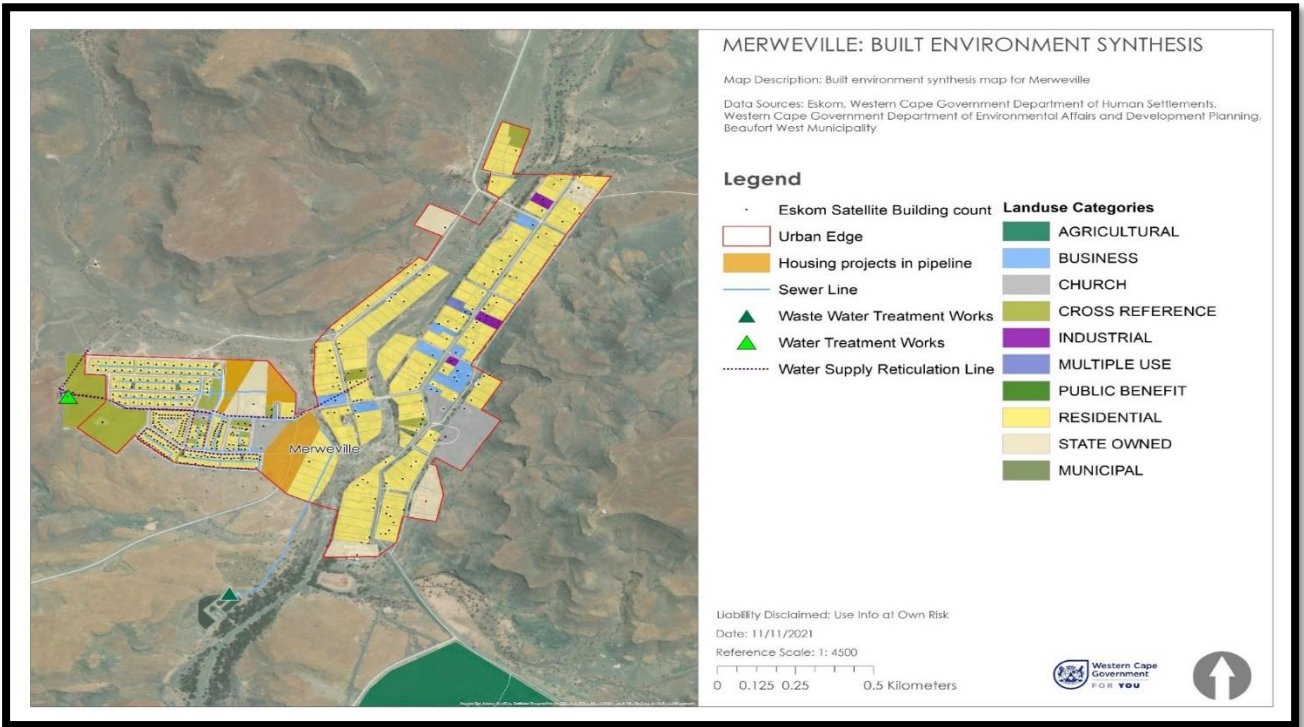 MERWEVILLE: BUILT ENVIRONMENT SYNTHESIS
Map Description: Built environment synthesis map for Merweville
Data Sources: Eskom, Western Cape Government Department of Human Settlements,
Western Cape Government Department of Environmental Affairs and Development Planning,
Beaufort West Municipality
Legend
Eskom Satellite Building count
Urban Edge
Housing projects in pipeline
Sewer Line
Waste Water Treatment Works
Water Treatment Works
Water Supply Reticulation Line
Landuse Categories
AGRICULTURAL
BUSINESS
CHURCH
CROSS REFERENCE
INDUSTRIAL
MULTIPLE USE
PUBLIC BENEFIT
RESIDENTIAL
STATE OWNED
MUNICIPAL
Merweville
Liability Disclaimed: Use Info at Own Risk
Date: 11/11/2021
Reference Scale: 1: 4500
0 0.125 0.25 0.5 Kilometers
Western Cape
Government
FOR YOU